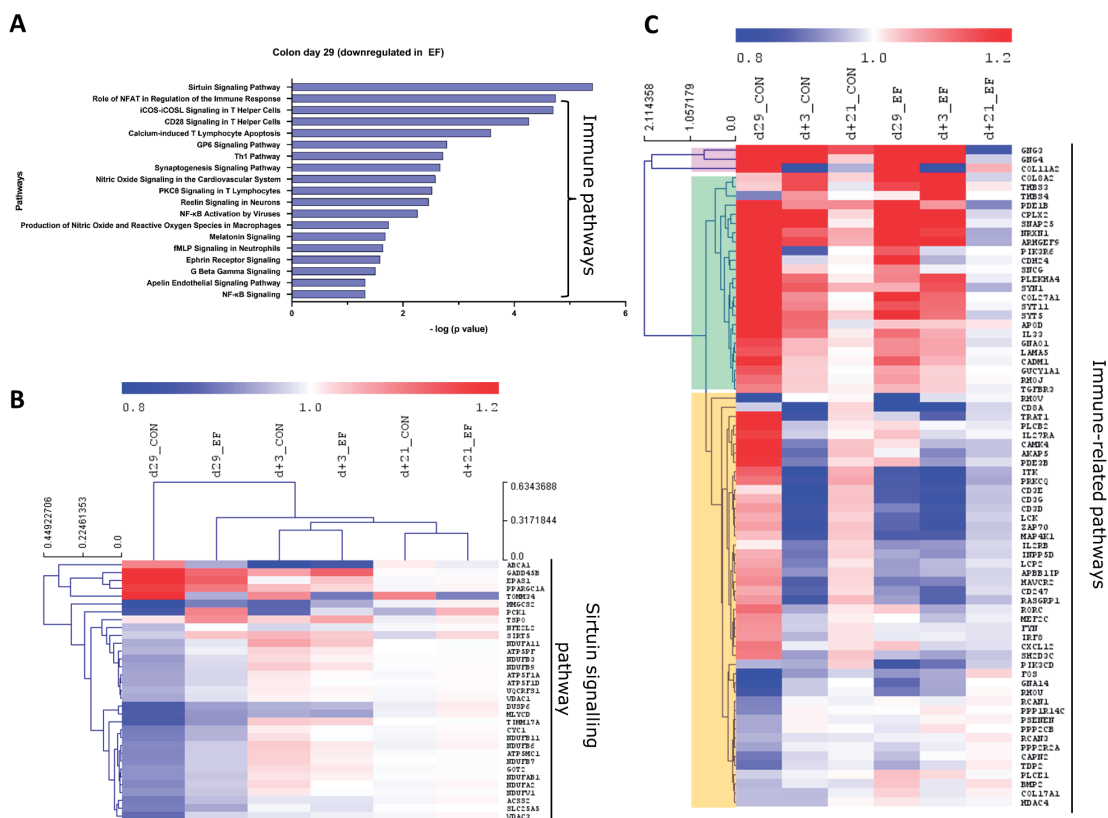 A
Colon day 29 (downregulated in EF)
Pathways
Sirtuin Signaling Pathway
Role of NFAT in Regulation of the Immune Response
iCOS-iCOSL Signaling in T Helper Cells
CD28 Signaling in T Helper Cells
Calcium-induced T Lymphocyte Apoptosis
GP6 Signaling Pathway
Th1 Pathway
Synaptogenesis Signaling Pathway
Nitric Oxide Signaling in the Cardiovascular System
PKCθ Signaling in T Lymphocytes
Reelin Signaling in Neurons
NF-κB Activation by Viruses
Production of Nitric Oxide and Reactive Oxygen Species in Macrophages
Melatonin Signaling
fMLP Signaling in Neutrophils
Ephrin Receptor Signaling
G Beta Gamma Signaling
Apelin Endothelial Signaling Pathway
NF-κB Signaling
0 2 4 6
- log (p value)
Immune pathways
B
0.8 1.0 1.2
d29_CON
d29_EF
d+3_CON
d+3_EF
d+21_CON
d+21_EF
0.6343688
0.3171844
0.0
0.44922706
0.22461353
0.0
ABCA1
GADD45B
EPAS1
PPARGC1A
TOMM34
HMGCS2
PCK1
TSPO
NFE2L2
SIRT5
NDUFA11
ATP5PF
NDUFB3
NDUFB9
ATP5F1A
ATP5F1D
UQCRFS1
VDAC1
DUSP6
MLYCD
TIMM17A
CYC1
NDUFB11
NDUFB6
ATP5MC1
NDUFB7
GOT2
NDUFAB1
NDUFA2
NDUFV1
ACSS2
SLC25A5
VDAC3
Sirtuin signalling
pathway
C
0.8 1.0 1.2
2.114358
1.057179
0.0
d29_CON
d+3_CON
d+21_CON
d29_EF
d+3_EF
d+21_EF
GNG3
GNG4
COL11A2
COL8A2
THBS3
THBS4
PDE1B
CPLX2
SNAP25
NRXN1
ARHGEF9
PIK3R6
CDH24
SNCG
PLEKHA4
SYN1
COL27A1
SYT11
SYT5
APOD
IL33
GNAO1
LAMA5
CADM1
GUCY1A1
RHOJ
TGFBR3
RHOV
CD8A
TRAT1
PLCB2
IL27RA
CAMK4
AKAP5
PDE3B
ITK
PRKCQ
CD3E
CD3G
CD3D
LCK
ZAP70
MAP4K1
IL2RB
INPP5D
LCP2
APBB1IP
HAVCR2
CD247
RASGRP1
RORC
MEF2C
FYN
IRF8
CXCL12
SH2D3C
PIK3CD
FOS
GNA14
RHOU
RCAN1
PPP1R14C
PSENEN
PPP2CB
RCAN3
PPP2R2A
CAPN2
TDP2
PLCE1
BMP2
COL17A1
HDAC4
Immune-related pathways